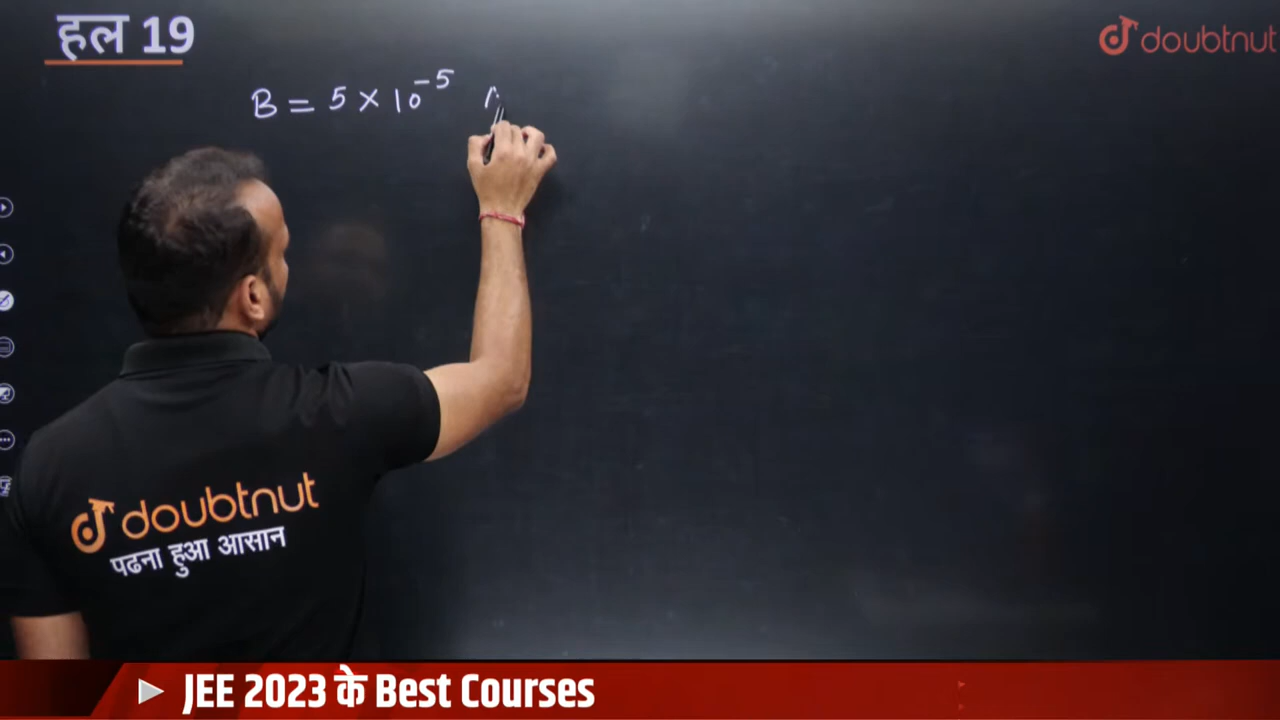 हल 19
doubtnut
B = 5 × 10⁻⁵
doubtnut
पढना हुआ आसान
JEE 2023 के Best Courses